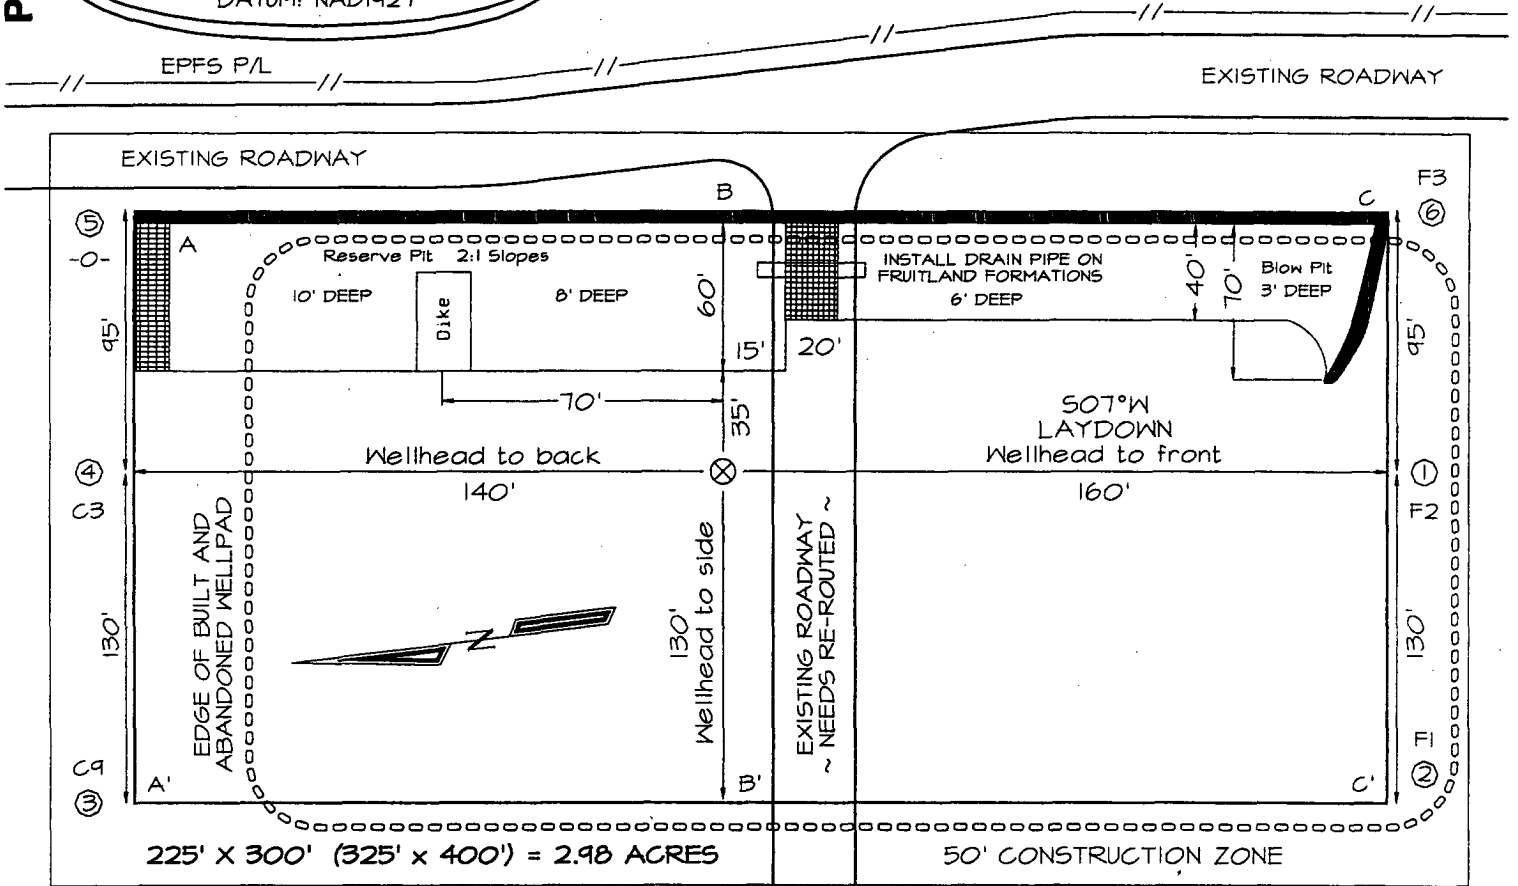 DATUM: NAD1927
EPFS P/L
EXISTING ROADWAY
EXISTING ROADWAY
B
C
F3
5
6
-0-
A
Reserve Pit 2:1 Slopes
INSTALL DRAIN PIPE ON
FRUITLAND FORMATIONS
6' DEEP
10' DEEP
8' DEEP
Dike
60'
40'
70'
Blow Pit
3' DEEP
95'
95'
15'
20'
70'
35'
S07°W
LAYDOWN
Wellhead to back
Wellhead to front
4
1
140'
160'
C3
F2
EDGE OF BUILT AND
ABANDONED WELLPAD
N
130'
130'
Wellhead to side
EXISTING ROADWAY
~ NEEDS RE-ROUTED ~
130'
C9
3
A'
B'
C'
F1
2
225' X 300' (325' x 400') = 2.98 ACRES
50' CONSTRUCTION ZONE